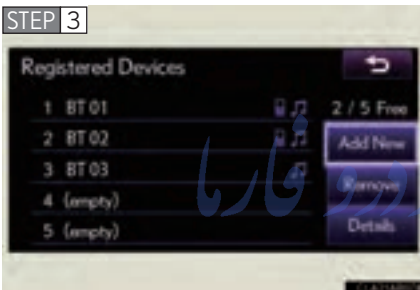 STEP 3
Registered Devices
1 BT 01
2 / 5 Free
2 BT 02
Add New
3 BT 03
Remove
4 (empty)
5 (empty)
Details
خودروفارما